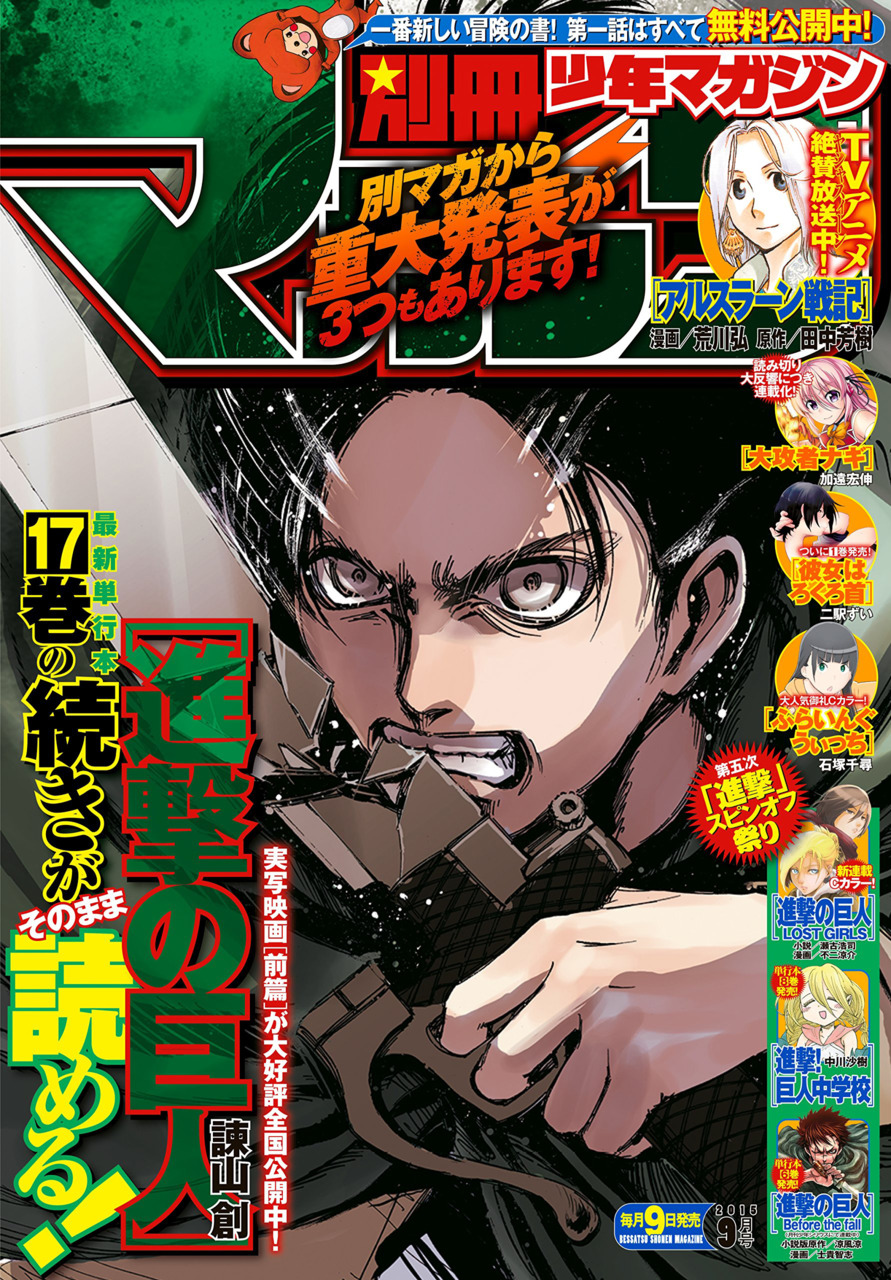 一番新しい冒険の書! 第一話はすべて無料公開中!
別冊
少年マガジン
マガジン
別マガから
重大発表が
3つもあります!
TVアニメ
絶賛放送中!
[アルスラーン戦記]
漫画/荒川弘 原作/田中芳樹
読み切り
大反響につき
連載化!
[大攻者ナギ]
加遠宏伸
ついに1巻発売!
[彼女は
ろくろ首]
二駅ずい
大人気御礼Cカラー!
[ふらいんぐ
うぃっち]
石塚千尋
第五次
「進撃」
スピンオフ
祭り
新連載
Cカラー!
[進撃の巨人
LOST GIRLS]
小説/瀬古浩司
漫画/不二涼介
単行本
[3]巻
発売!
[進撃!
巨人中学校]
中川沙樹
単行本
[5]巻
発売!
[進撃の巨人
Before the fall]
小説版原作/涼風涼
漫画/士貴智志
最新単行本
17巻の続きが
そのまま
読める!
[進撃の巨人]
諫山創
実写映画[前篇]が大好評全国公開中!
毎月9日発売
BESSATSU SHONEN MAGAZINE
2015
9月号